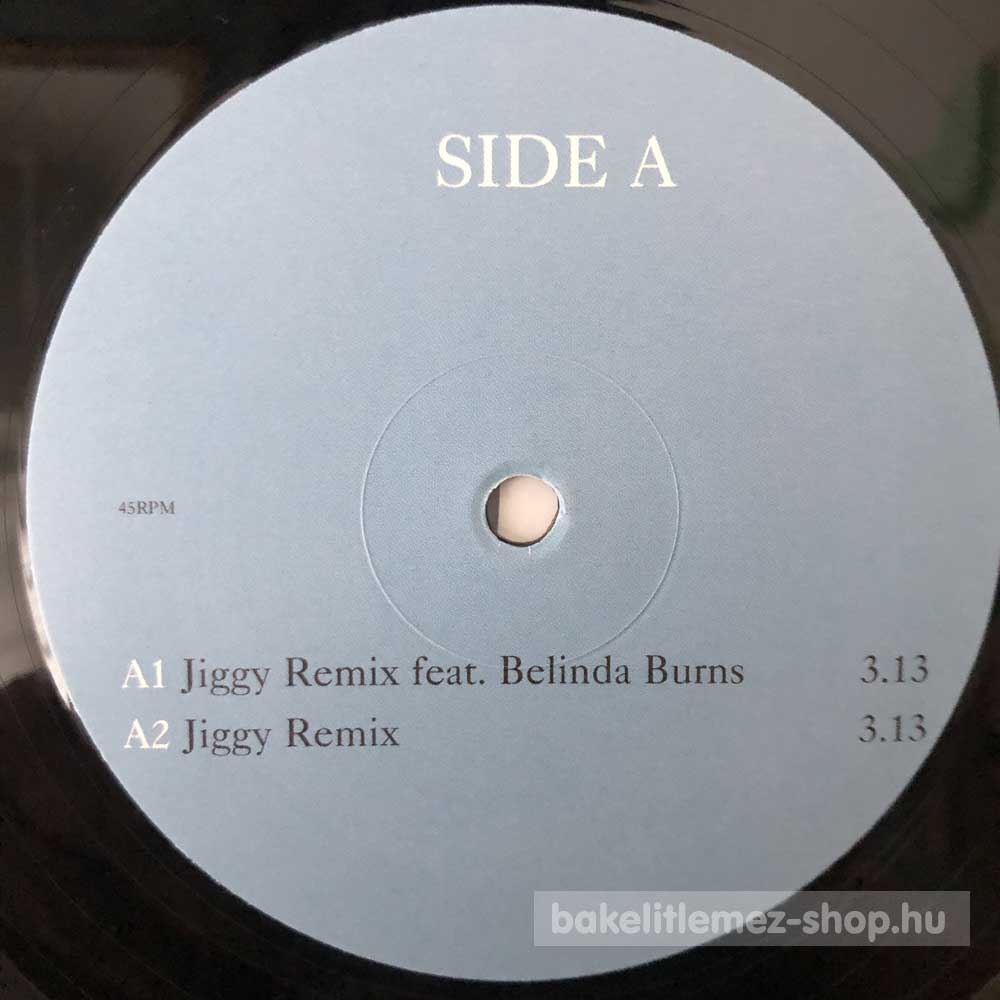 SIDE A
45RPM
A1 Jiggy Remix feat. Belinda Burns 3.13
A2 Jiggy Remix 3.13
bakelitlemez-shop.hu